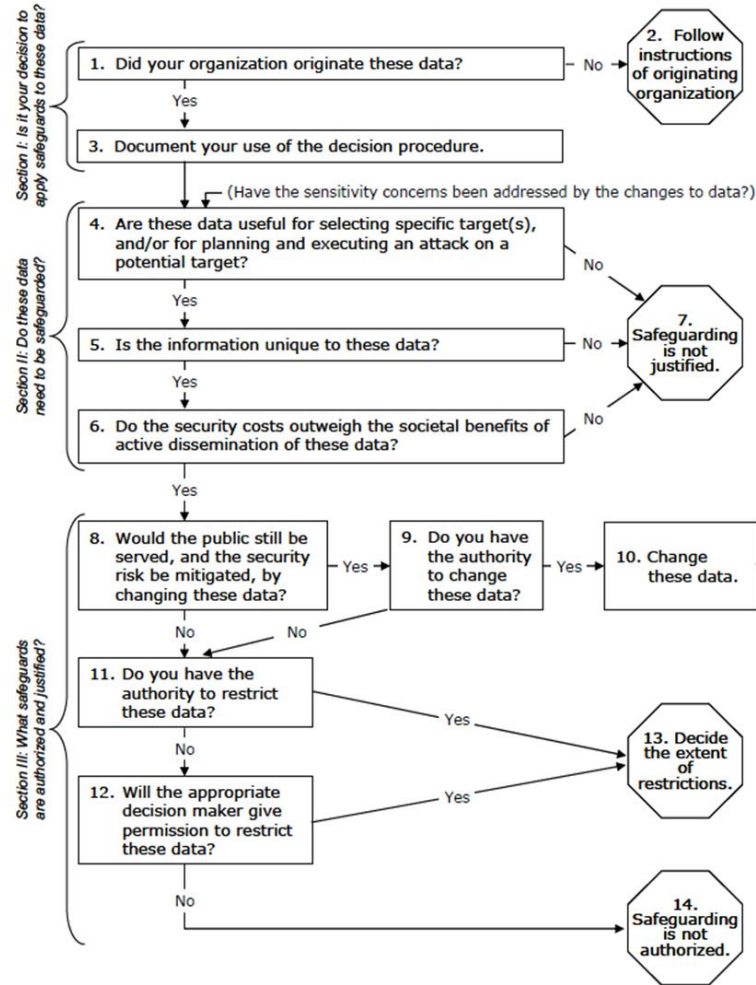 Section I: Is it your decision to
apply safeguards to these data?
1. Did your organization originate these data?
No
2. Follow
instructions
of originating
organization
Yes
3. Document your use of the decision procedure.
(Have the sensitivity concerns been addressed by the changes to data?)
Section II: Do these data
need to be safeguarded?
4. Are these data useful for selecting specific target(s),
and/or for planning and executing an attack on a
potential target?
No
Yes
5. Is the information unique to these data?
No
7.
Safeguarding
is not
justified.
Yes
6. Do the security costs outweigh the societal benefits of
active dissemination of these data?
No
Yes
Section III: What safeguards
are authorized and justified?
8. Would the public still be
served, and the security
risk be mitigated, by
changing these data?
Yes
9. Do you have
the authority
to change
these data?
Yes
10. Change
these data.
No
No
11. Do you have the
authority to restrict
these data?
Yes
No
13. Decide
the extent
of
restrictions.
12. Will the appropriate
decision maker give
permission to restrict
these data?
Yes
No
14.
Safeguarding
is not
authorized.